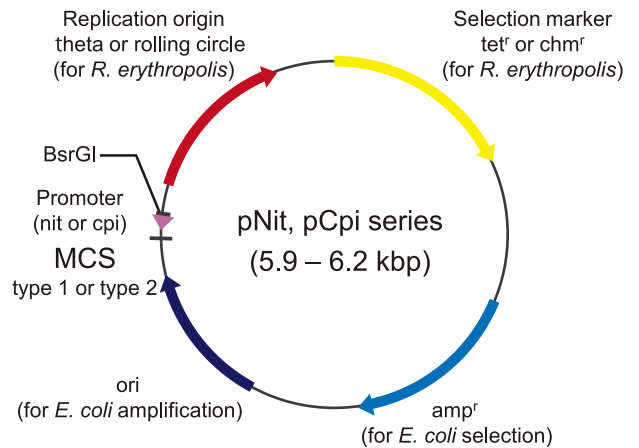 Replication origin
theta or rolling circle
(for R. erythropolis)
Selection marker
tetʳ or chmʳ
(for R. erythropolis)
BsrGI
Promoter
(nit or cpi)
MCS
type 1 or type 2
pNit, pCpi series
(5.9 – 6.2 kbp)
ori
(for E. coli amplification)
ampʳ
(for E. coli selection)